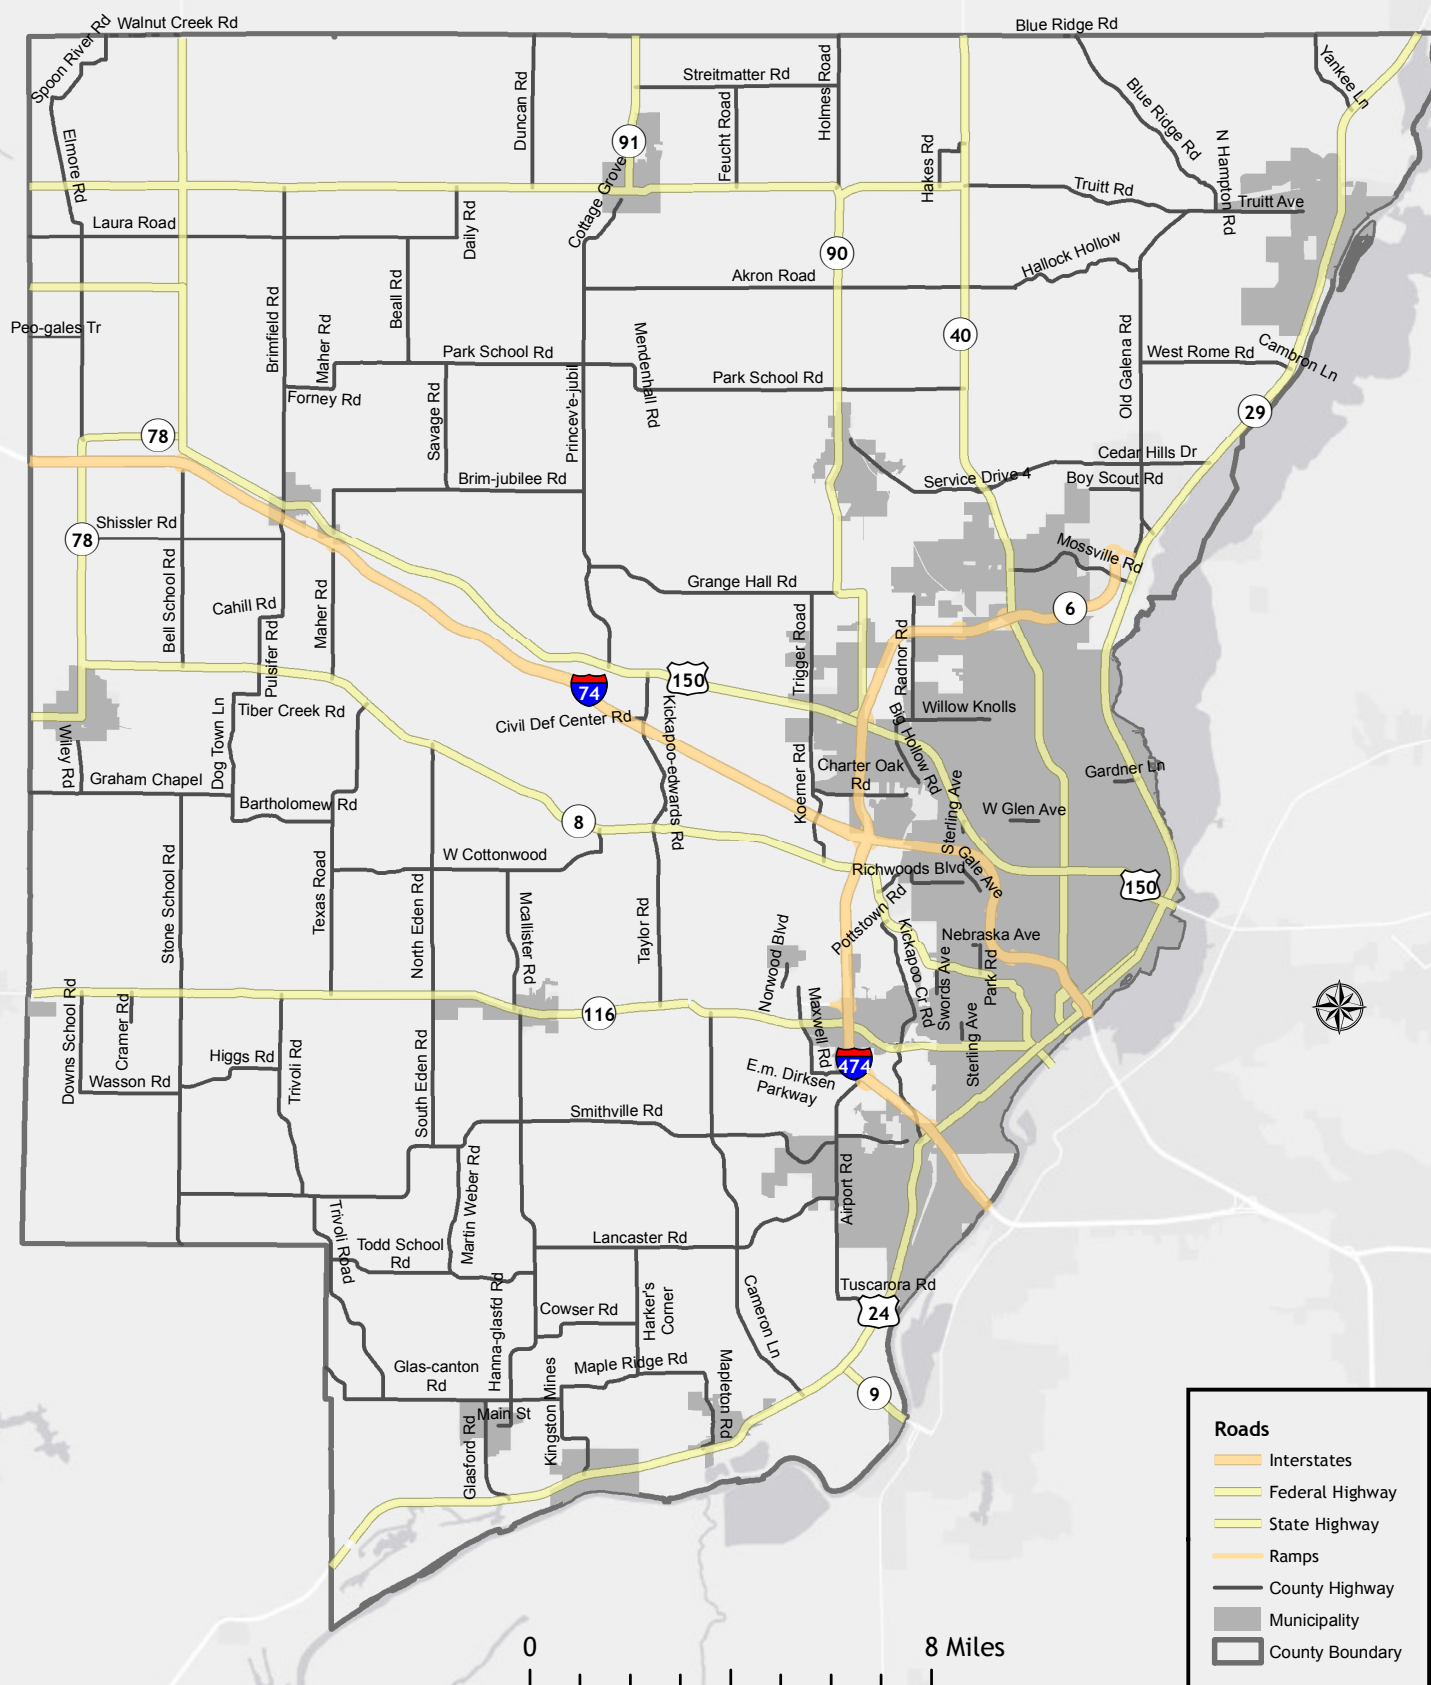 Walnut Creek Rd
Blue Ridge Rd
Spoon River Rd
Yankee Ln
Streitmatter Rd
Duncan Rd
Feucht Road
Holmes Road
Blue Ridge Rd
Elmore Rd
91
Hakes Rd
N Hampton Rd
Truitt Rd
Truitt Ave
Cottage Grove
Laura Road
Daily Rd
90
Hallock Hollow
Akron Road
Beall Rd
Brimfield Rd
Peo-gales Tr
Maher Rd
40
Park School Rd
Mendenhall Rd
Old Galena Rd
West Rome Rd
Cambron Ln
Park School Rd
Forney Rd
Savage Rd
Princev'e-jubil
29
78
Cedar Hills Dr
Brim-jubilee Rd
Service Drive 4
Boy Scout Rd
Shissler Rd
78
Mossville Rd
Bell School Rd
Grange Hall Rd
Cahill Rd
Maher Rd
6
Pulsifer Rd
Trigger Road
Radnor Rd
150
74
Tiber Creek Rd
Dog Town Ln
Civil Def Center Rd
Kickapoo-edwards Rd
Willow Knolls
Big Hollow Rd
Wiley Rd
Graham Chapel
Koerner Rd
Charter Oak
Rd
Gardner Ln
Bartholomew Rd
Sterling Ave
W Glen Ave
8
W Cottonwood
Richwoods Blvd
Gale Ave
150
Stone School Rd
Texas Road
North Eden Rd
Mcallister Rd
Taylor Rd
Pottstown Rd
Norwood Blvd
Kickapoo Cr Rd
Nebraska Ave
Swords Ave
Park Rd
Downs School Rd
Cramer Rd
116
Maxwell Rd
Sterling Ave
Higgs Rd
Trivoli Rd
South Eden Rd
474
Wasson Rd
E.m. Dirksen
Parkway
Smithville Rd
Martin Weber Rd
Airport Rd
Trivoli Road
Todd School
Rd
Lancaster Rd
Hanna-glasfd Rd
Cowser Rd
Harker's
Corner
Cameron Ln
Tuscarora Rd
24
Glas-canton
Rd
Maple Ridge Rd
Mapleton Rd
9
Main St
Kingston Mines
Glasford Rd
Roads
Interstates
Federal Highway
State Highway
Ramps
County Highway
Municipality
County Boundary
0
8 Miles